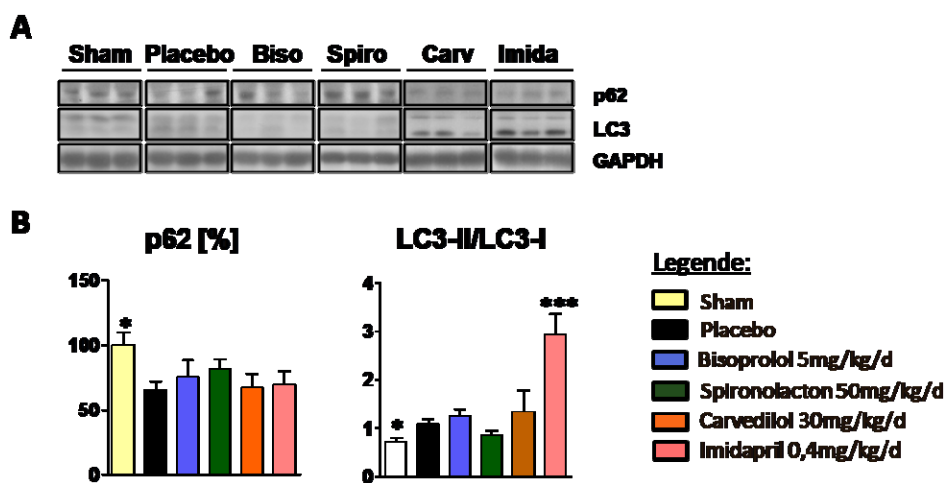 A
Sham Placebo Biso Spiro Carv Imida
p62
LC3
GAPDH
B
p62 [%]
LC3-II/LC3-I
Legende:
150
100
50
0
*
4
3
2
1
0
*
***
Sham
Placebo
Bisoprolol 5mg/kg/d
Spironolacton 50mg/kg/d
Carvedilol 30mg/kg/d
Imidapril 0,4mg/kg/d